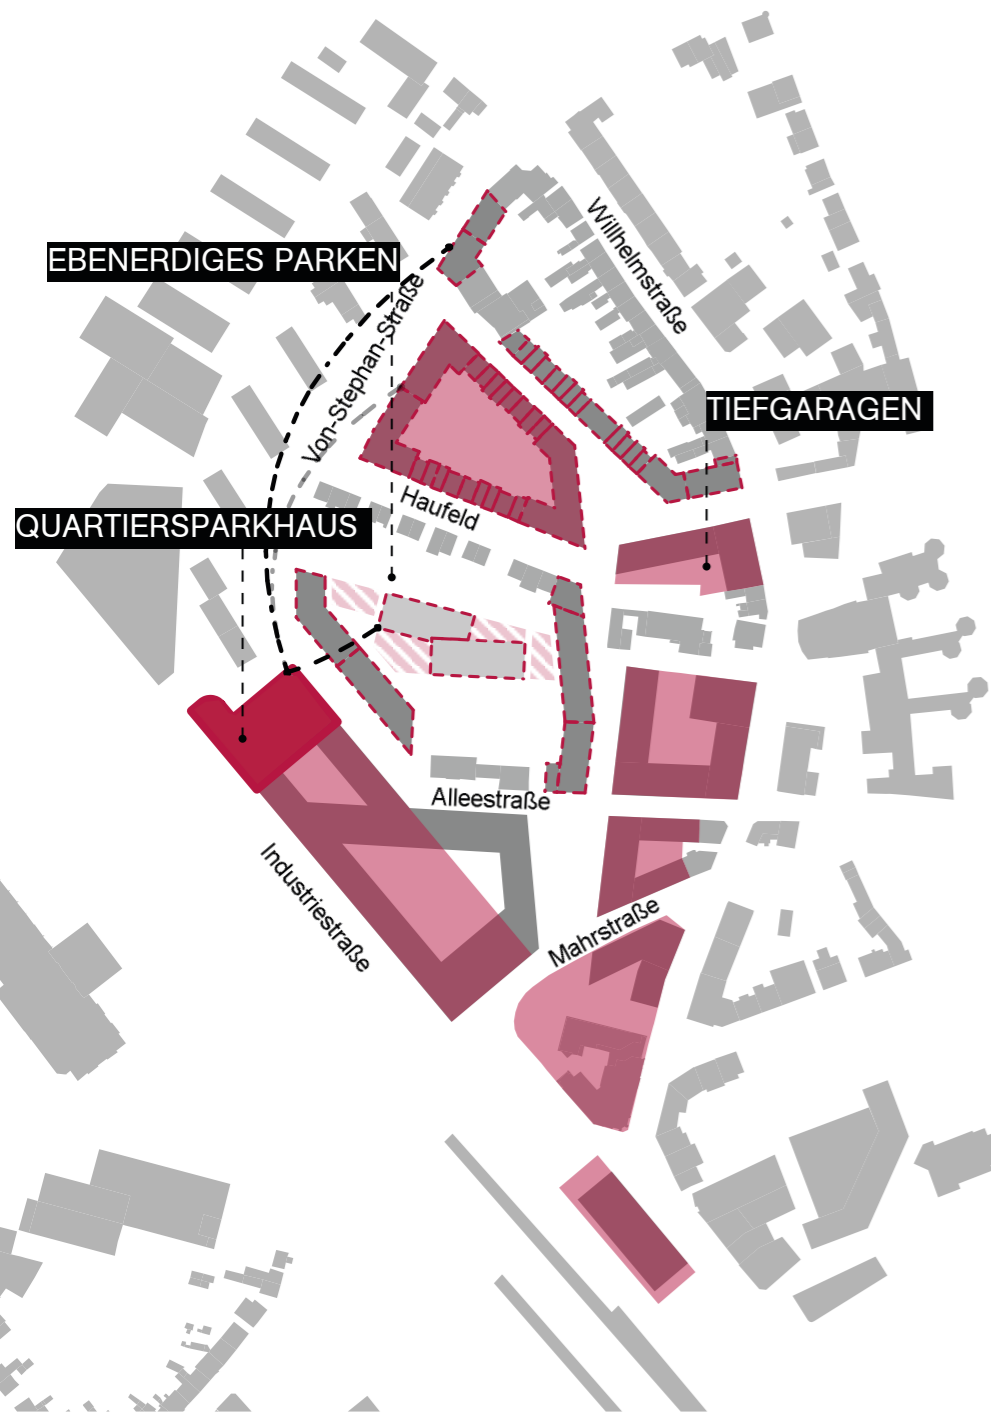 Willhelmstraße
EBENERDIGES PARKEN
Von-Stephan-Straße
TIEFGARAGEN
Haufeld
QUARTIERSPARKHAUS
Alleestraße
Industriestraße
Mahrstraße